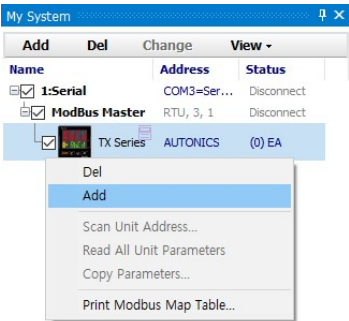 My System
Add Del Change View
Name Address Status
1:Serial COM3=Ser... Disconnect
ModBus Master RTU, 3, 1 Disconnect
TX Series AUTONICS (0) EA
Del
Add
Scan Unit Address...
Read All Unit Parameters
Copy Parameters...
Print Modbus Map Table...